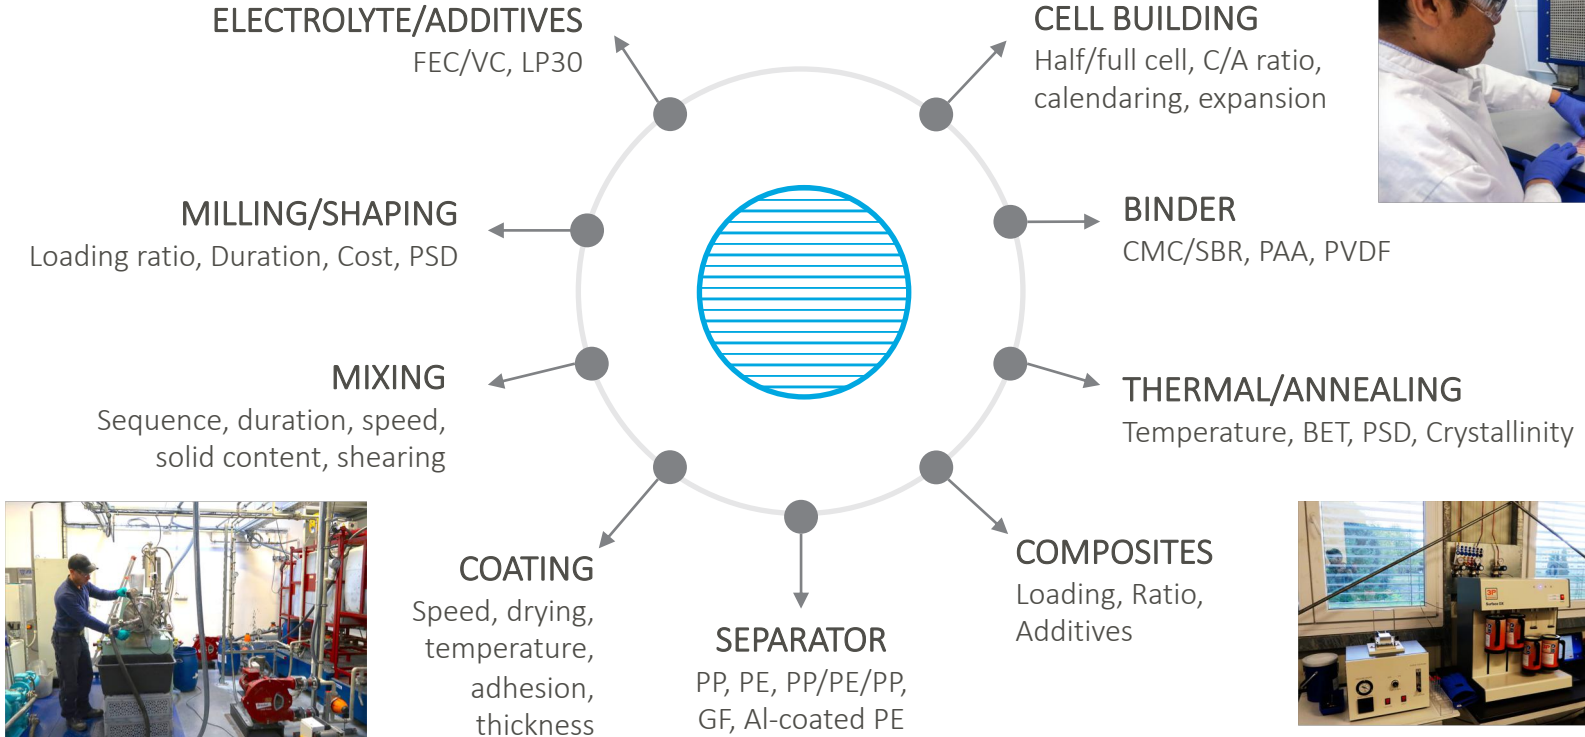 ELECTROLYTE/ADDITIVES
FEC/VC, LP30
CELL BUILDING
Half/full cell, C/A ratio,
calendaring, expansion
MILLING/SHAPING
Loading ratio, Duration, Cost, PSD
BINDER
CMC/SBR, PAA, PVDF
MIXING
Sequence, duration, speed,
solid content, shearing
THERMAL/ANNEALING
Temperature, BET, PSD, Crystallinity
COATING
Speed, drying,
temperature,
adhesion,
thickness
SEPARATOR
PP, PE, PP/PE/PP,
GF, Al-coated PE
COMPOSITES
Loading, Ratio,
Additives
3P